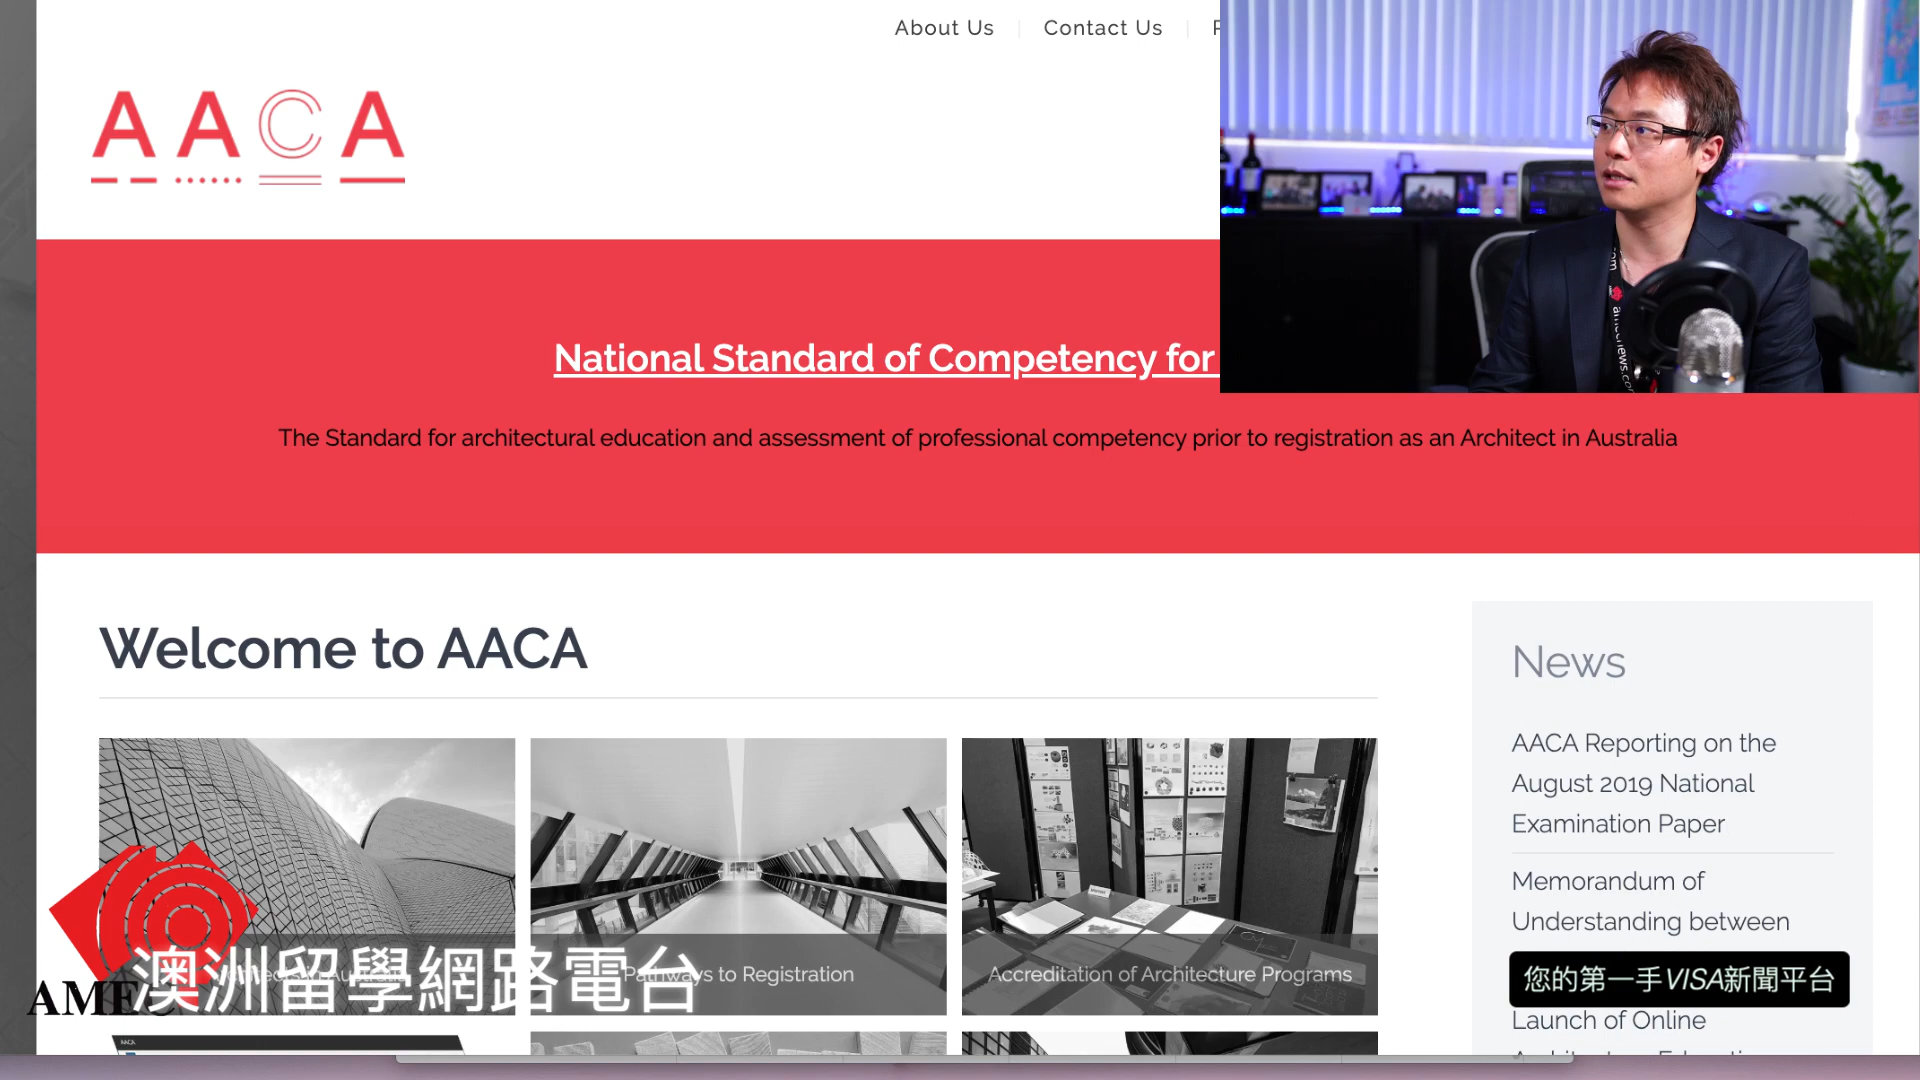 About Us
Contact Us
AACA
National Standard of Competency for
The Standard for architectural education and assessment of professional competency prior to registration as an Architect in Australia
Welcome to AACA
News
AACA Reporting on the
August 2019 National
Examination Paper
Memorandum of
Understanding between
Pathways to Registration
Accreditation of Architecture Programs
澳洲留學網路電台
AMEC
您的第一手VISA新聞平台
Launch of Online
AACA